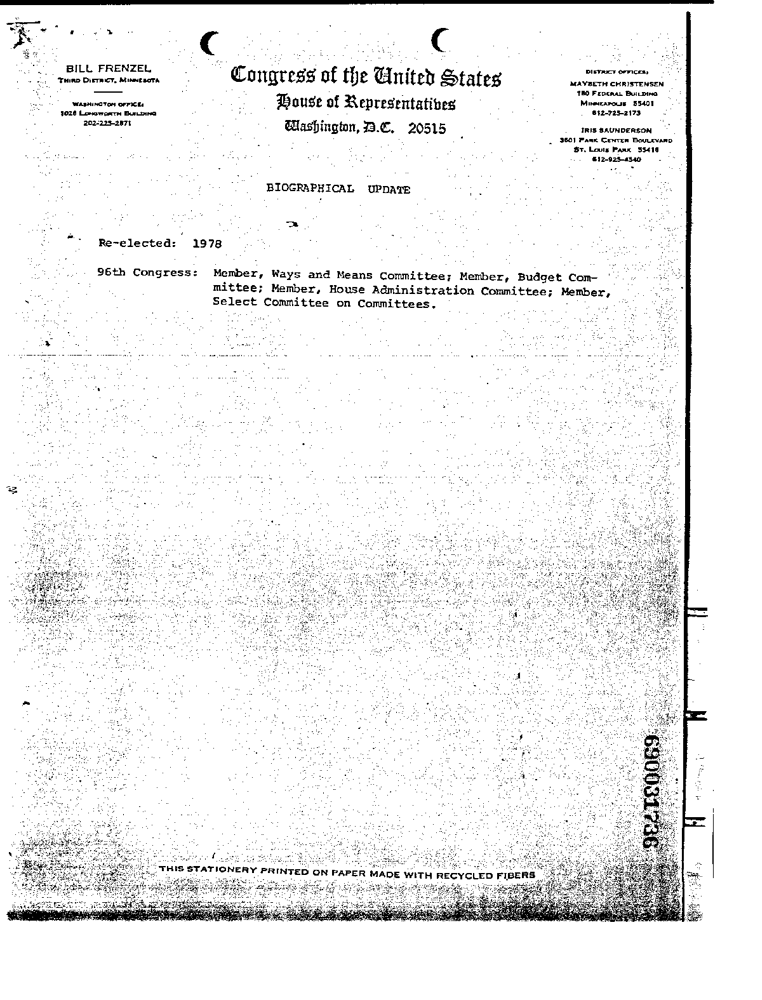 BILL FRENZEL
THIRD DISTRICT, MINNESOTA
WASHINGTON OFFICE:
1026 LONGWORTH BUILDING
202-225-2871
Congress of the United States
House of Representatives
Washington, D.C. 20515
DISTRICT OFFICES:
MAYBETH CHRISTENSEN
180 FEDERAL BUILDING
MINNEAPOLIS 55401
612-725-2173
IRIS SAUNDERSON
3601 PARK CENTER BOULEVARD
ST. LOUIS PARK 55416
612-925-4540
BIOGRAPHICAL UPDATE
Re-elected: 1978
96th Congress: Member, Ways and Means Committee; Member, Budget Com-
mittee; Member, House Administration Committee; Member,
Select Committee on Committees.
690031736
THIS STATIONERY PRINTED ON PAPER MADE WITH RECYCLED FIBERS